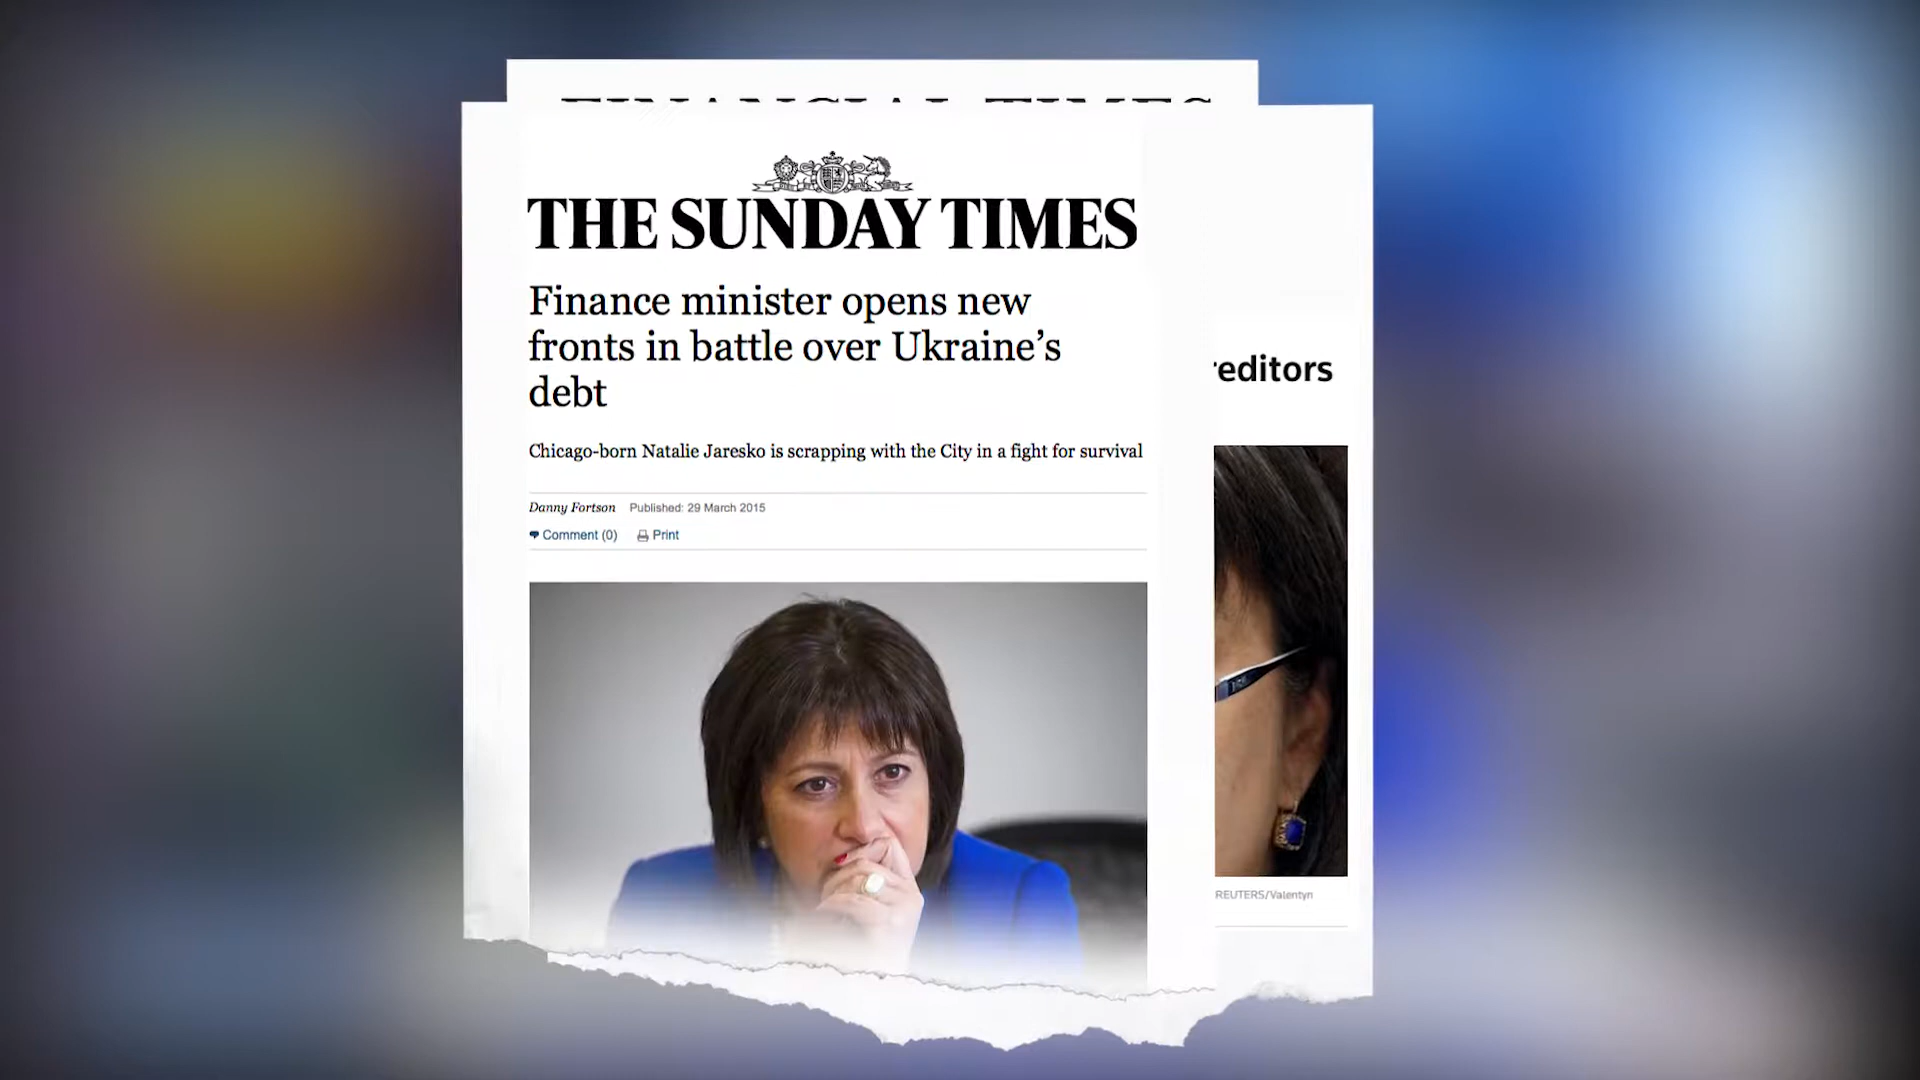 FINANCIAL TIMES
THE SUNDAY TIMES
Finance minister opens new
fronts in battle over Ukraine's
debt
reditors
Chicago-born Natalie Jaresko is scrapping with the City in a fight for survival
Danny Fortson Published: 29 March 2015
Comment (0) Print
REUTERS/Valentyn